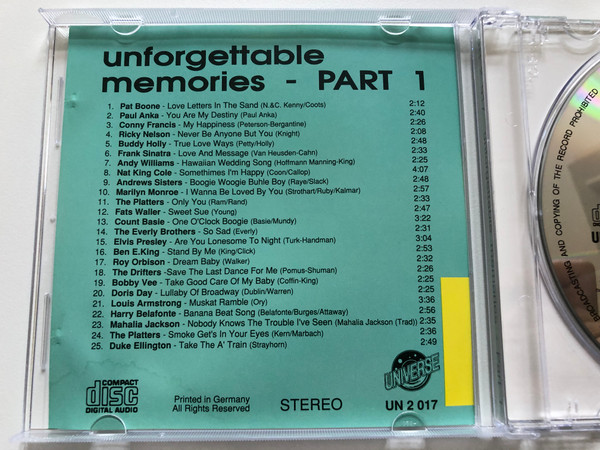 unforgettable
memories - PART 1
1. Pat Boone - Love Letters In The Sand (N.&C. Kenny/Coots) 2:12
2. Paul Anka - You Are My Destiny (Paul Anka) 2:40
3. Conny Francis - My Happiness (Peterson-Bergantine) 2:26
4. Ricky Nelson - Never Be Anyone But You (Knight) 2:08
5. Buddy Holly - True Love Ways (Petty/Holly) 2:48
6. Frank Sinatra - Love And Message (Van Heusden-Cahn) 2:33
7. Andy Williams - Hawaiian Wedding Song (Hoffmann Manning-King) 2:25
8. Nat King Cole - Somethimes I'm Happy (Coon/Callop) 4:07
9. Andrews Sisters - Boogie Woogie Buhle Boy (Raye/Slack) 2:48
10. Marilyn Monroe - I Wanna Be Loved By You (Strothart/Ruby/Kalmar) 2:57
11. The Platters - Only You (Ram/Rand) 2:33
12. Fats Waller - Sweet Sue (Young) 2:47
13. Count Basie - One O'Clock Boogie (Basie/Mundy) 3:22
14. The Everly Brothers - So Sad (Everly) 2:31
15. Elvis Presley - Are You Lonesome To Night (Turk-Handman) 3:04
16. Ben E.King - Stand By Me (King/Click) 2:53
17. Roy Orbison - Dream Baby (Walker) 2:32
18. The Drifters -Save The Last Dance For Me (Pomus-Shuman) 2:26
19. Bobby Vee - Take Good Care Of My Baby (Coffin-King) 2:25
20. Doris Day - Lullaby Of Broadway (Dublin/Warren) 2:25
21. Louis Armstrong - Muskat Ramble (Ory) 3:36
22. Harry Belafonte - Banana Beat Song (Belafonte/Burges/Attaway) 2:56
23. Mahalia Jackson - Nobody Knows The Trouble I've Seen (Mahalia Jackson (Trad)) 2:35
24. The Platters - Smoke Get's In Your Eyes (Kern/Marbach) 2:36
25. Duke Ellington - Take The A' Train (Strayhorn) 2:49
COMPACT
disc
DIGITAL AUDIO
Printed in Germany
All Rights Reserved
STEREO
UNIVERSE
UN 2 017
BROADCASTING AND COPYING OF THE RECORD PROHIBITED